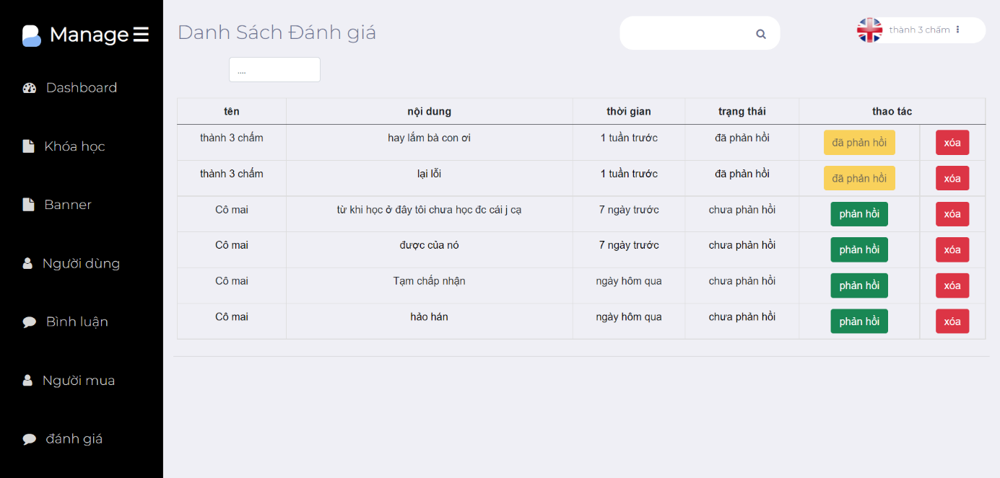 Manage
Danh Sách Đánh giá
thành 3 chấm
....
Dashboard
Khóa học
Banner
Người dùng
Bình luận
Người mua
đánh giá
tên nội dung thời gian trạng thái thao tác
thành 3 chấm hay lắm bà con ơi 1 tuần trước đã phản hồi đã phản hồi xóa
thành 3 chấm lại lỗi 1 tuần trước đã phản hồi đã phản hồi xóa
Cô mai từ khi học ở đây tôi chưa học đc cái j cạ 7 ngày trước chưa phản hồi phản hồi xóa
Cô mai được của nó 7 ngày trước chưa phản hồi phản hồi xóa
Cô mai Tạm chấp nhận ngày hôm qua chưa phản hồi phản hồi xóa
Cô mai hảo hán ngày hôm qua chưa phản hồi phản hồi xóa